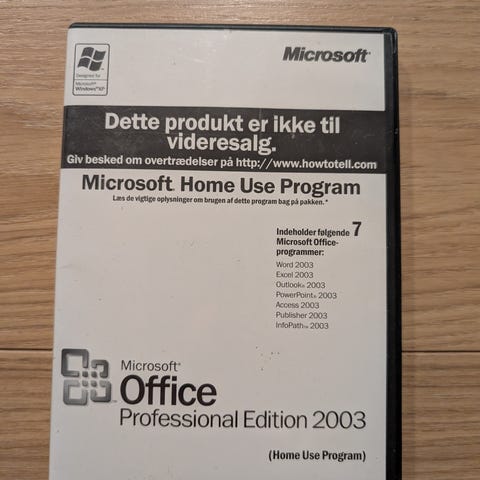 Microsoft®
Designed for
Microsoft®
Windows®XP
Dette produkt er ikke til
videresalg.
Giv besked om overtrædelser på http://www.howtotell.com
Microsoft® Home Use Program
Læs de vigtige oplysninger om brugen af dette program bag på pakken.*
Indeholder følgende 7
Microsoft Office-
programmer:
Word 2003
Excel 2003
Outlook® 2003
PowerPoint® 2003
Access 2003
Publisher 2003
InfoPath™ 2003
Microsoft®
Office
Professional Edition 2003
(Home Use Program)